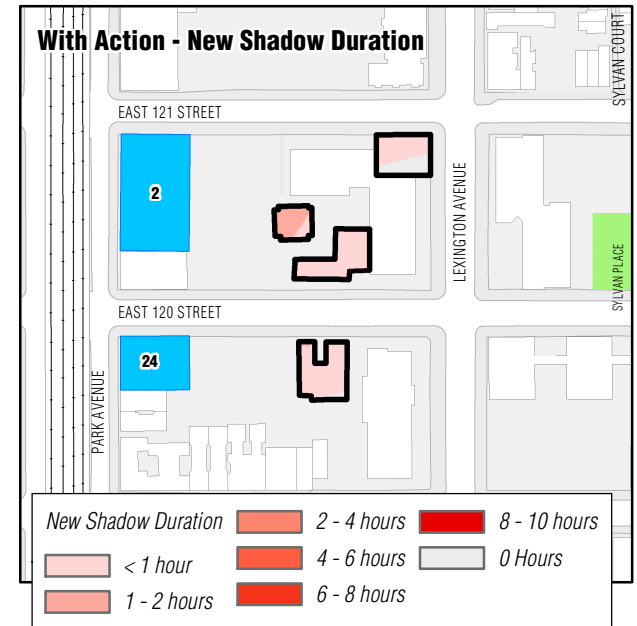 With Action - New Shadow Duration
SYLVAN COURT
EAST 121 STREET
2
LEXINGTON AVENUE
SYLVAN PLACE
EAST 120 STREET
24
PARK AVENUE
New Shadow Duration
< 1 hour
1 - 2 hours
2 - 4 hours
4 - 6 hours
6 - 8 hours
8 - 10 hours
0 Hours